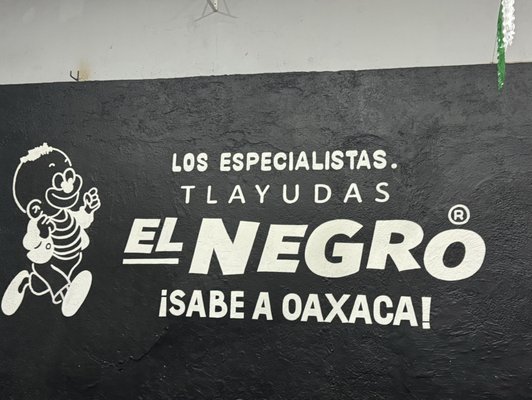 LOS ESPECIALISTAS.
TLAYUDAS
EL NEGRO®
¡SABE A OAXACA!